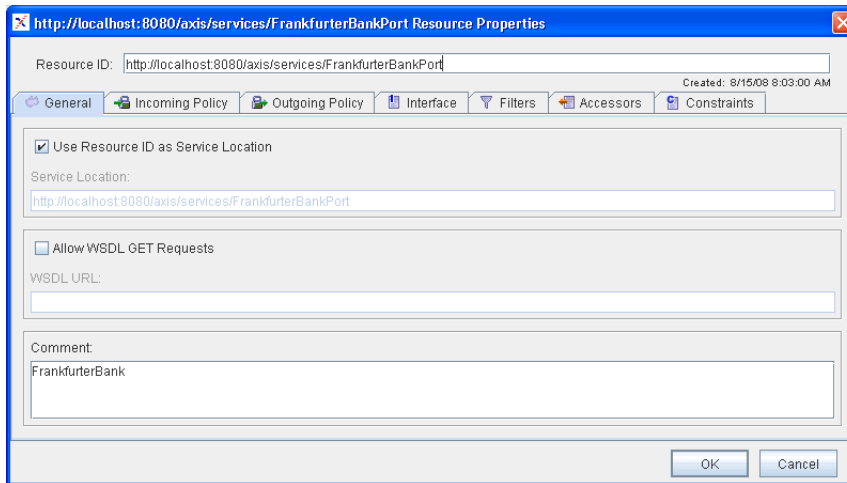 http://localhost:8080/axis/services/FrankfurterBankPort Resource Properties
Resource ID: http://localhost:8080/axis/services/FrankfurterBankPort
Created: 8/15/08 8:03:00 AM
General Incoming Policy Outgoing Policy Interface Filters Accessors Constraints
Use Resource ID as Service Location
Service Location:
http://localhost:8080/axis/services/FrankfurterBankPort
Allow WSDL GET Requests
WSDL URL:
Comment:
FrankfurterBank
OK Cancel